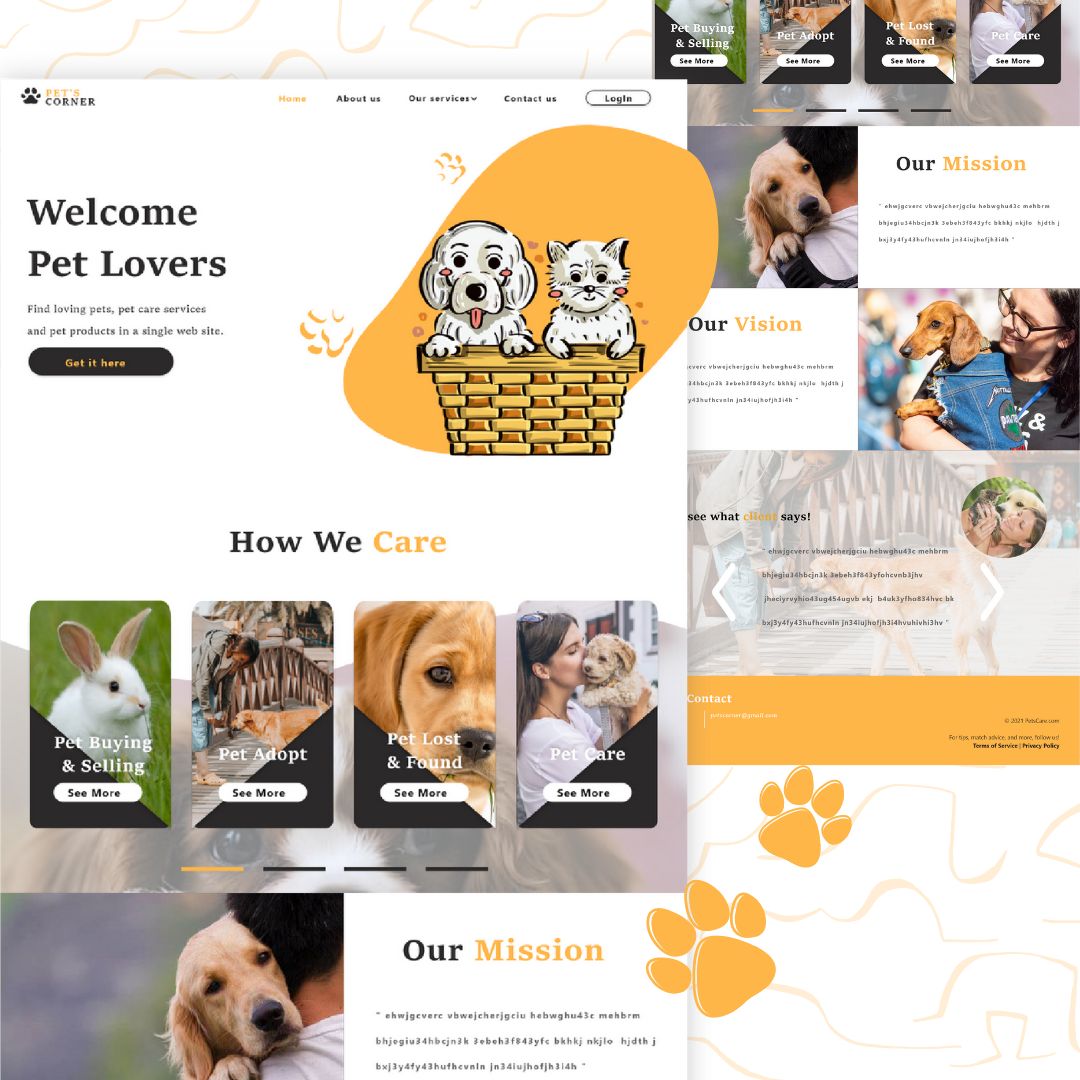 PET'S
CORNER
Home
About us
Our services
Contact us
LogIn
Welcome
Pet Lovers
Find loving pets, pet care services
and pet products in a single web site.
Get it here
How We Care
Pet Buying
& Selling
See More
Pet Adopt
See More
Pet Lost
& Found
See More
Pet Care
See More
Our Mission
" ehwjgcverc vbwejcherjgciu hebwghu43c mehbrm
bhjegiu34hbcjn3k 3ebeh3f843yfc bkhkj nkjlo hjdth j
bxj3y4fy43hufhcvnln jn34iujhofjh3i4h "
Pet Buying
& Selling
See More
Pet Adopt
See More
Pet Lost
& Found
See More
Pet Care
See More
Our Mission
" ehwjgcverc vbwejcherjgciu hebwghu43c mehbrm
bhjegiu34hbcjn3k 3ebeh3f843yfc bkhkj nkjlo hjdth j
bxj3y4fy43hufhcvnln jn34iujhofjh3i4h "
Our Vision
vbwejcherjgciu hebwghu43c mehbrm
34hbcjn3k 3ebeh3f843yfc bkhkj nkjlo hjdth j
y43hufhcvnln jn34iujhofjh3i4h "
see what client says!
" ehwjgcverc vbwejcherjgciu hebwghu43c mehbrm
bhjegiu34hbcjn3k 3ebeh3f843yfohcvnb3jhv
jheciyrvyhio43ug454ugvb ekj b4uk3yfho834hvc bk
bxj3y4fy43hufhcvnln jn34iujhofjh3i4hvuhivhi3hv "
Contact
petscorner@gmail.com
© 2021 PetsCare.com
For tips, match advice, and more, follow us!
Terms of Service | Privacy Policy